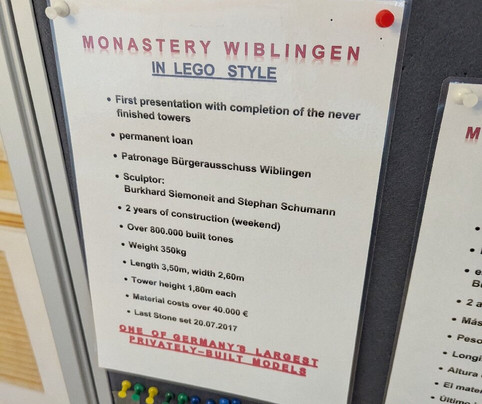 MONASTERY WIBLINGEN
IN LEGO STYLE
• First presentation with completion of the never
finished towers
• permanent loan
• Patronage Bürgerausschuss Wiblingen
• Sculptor:
Burkhard Siemoneit and Stephan Schumann
• 2 years of construction (weekend)
• Over 800.000 built tones
• Weight 350kg
• Length 3,50m, width 2,60m
• Tower height 1,80m each
• Material costs over 40.000 €
• Last Stone set 20.07.2017
ONE OF GERMANY'S LARGEST
PRIVATELY-BUILT MODELS
M
• 2 a
• Más
• Peso
• Longi
• Altura
• El mater
• Último